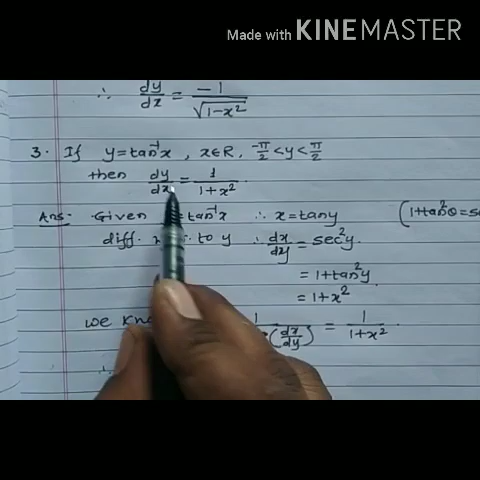 Made with KINEMASTER
∴ dy/dx = -1/√(1-x²)
3. If y = tan⁻¹x , x∈R, -π/2 < y < π/2
then dy/dx = 1/(1+x²).
Ans: Given = tan⁻¹x ∴ x = tany (1+tan²θ =
diff. to y ∴ dx/dy = sec²y.
= 1+tan²y
= 1+x²
we (dx/dy) = 1/(1+x²).
∴